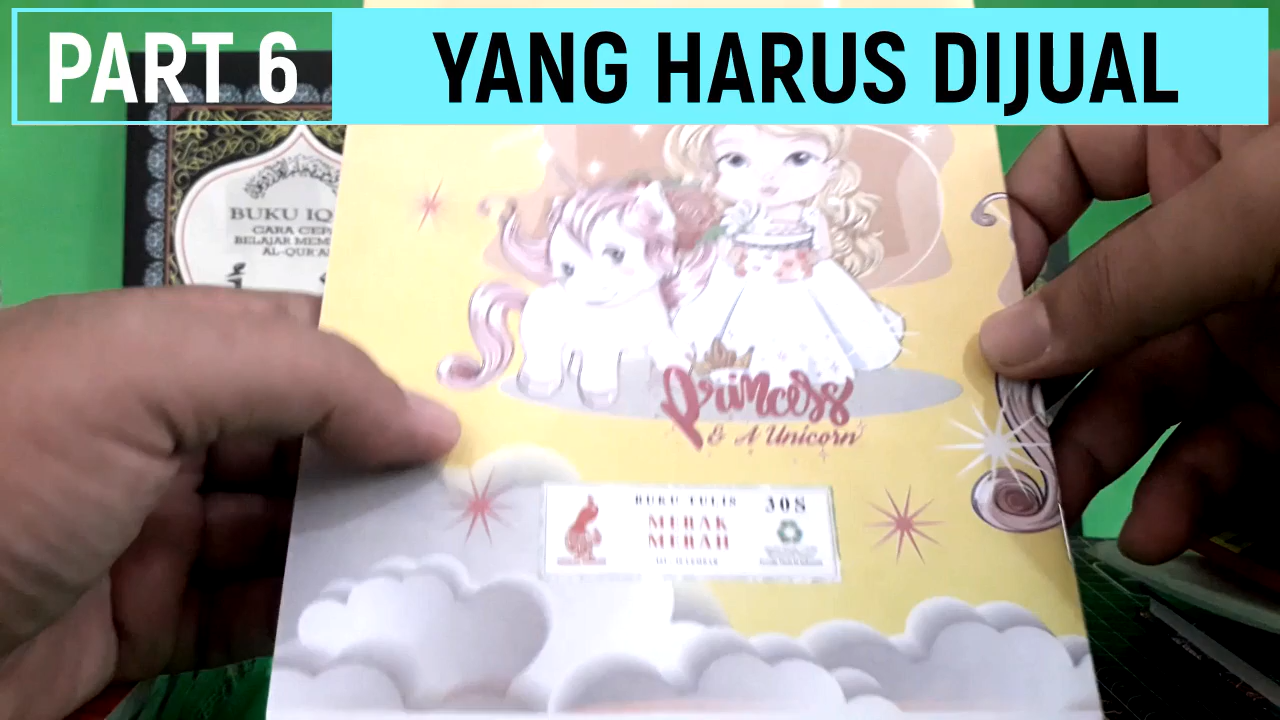 PART 6
YANG HARUS DIJUAL
BUKU IQ
CARA CEP
BELAJAR MEM
AL-QUR'A
Princess
& A Unicorn
BUKU TULIS
30S
MERAK
MERAH